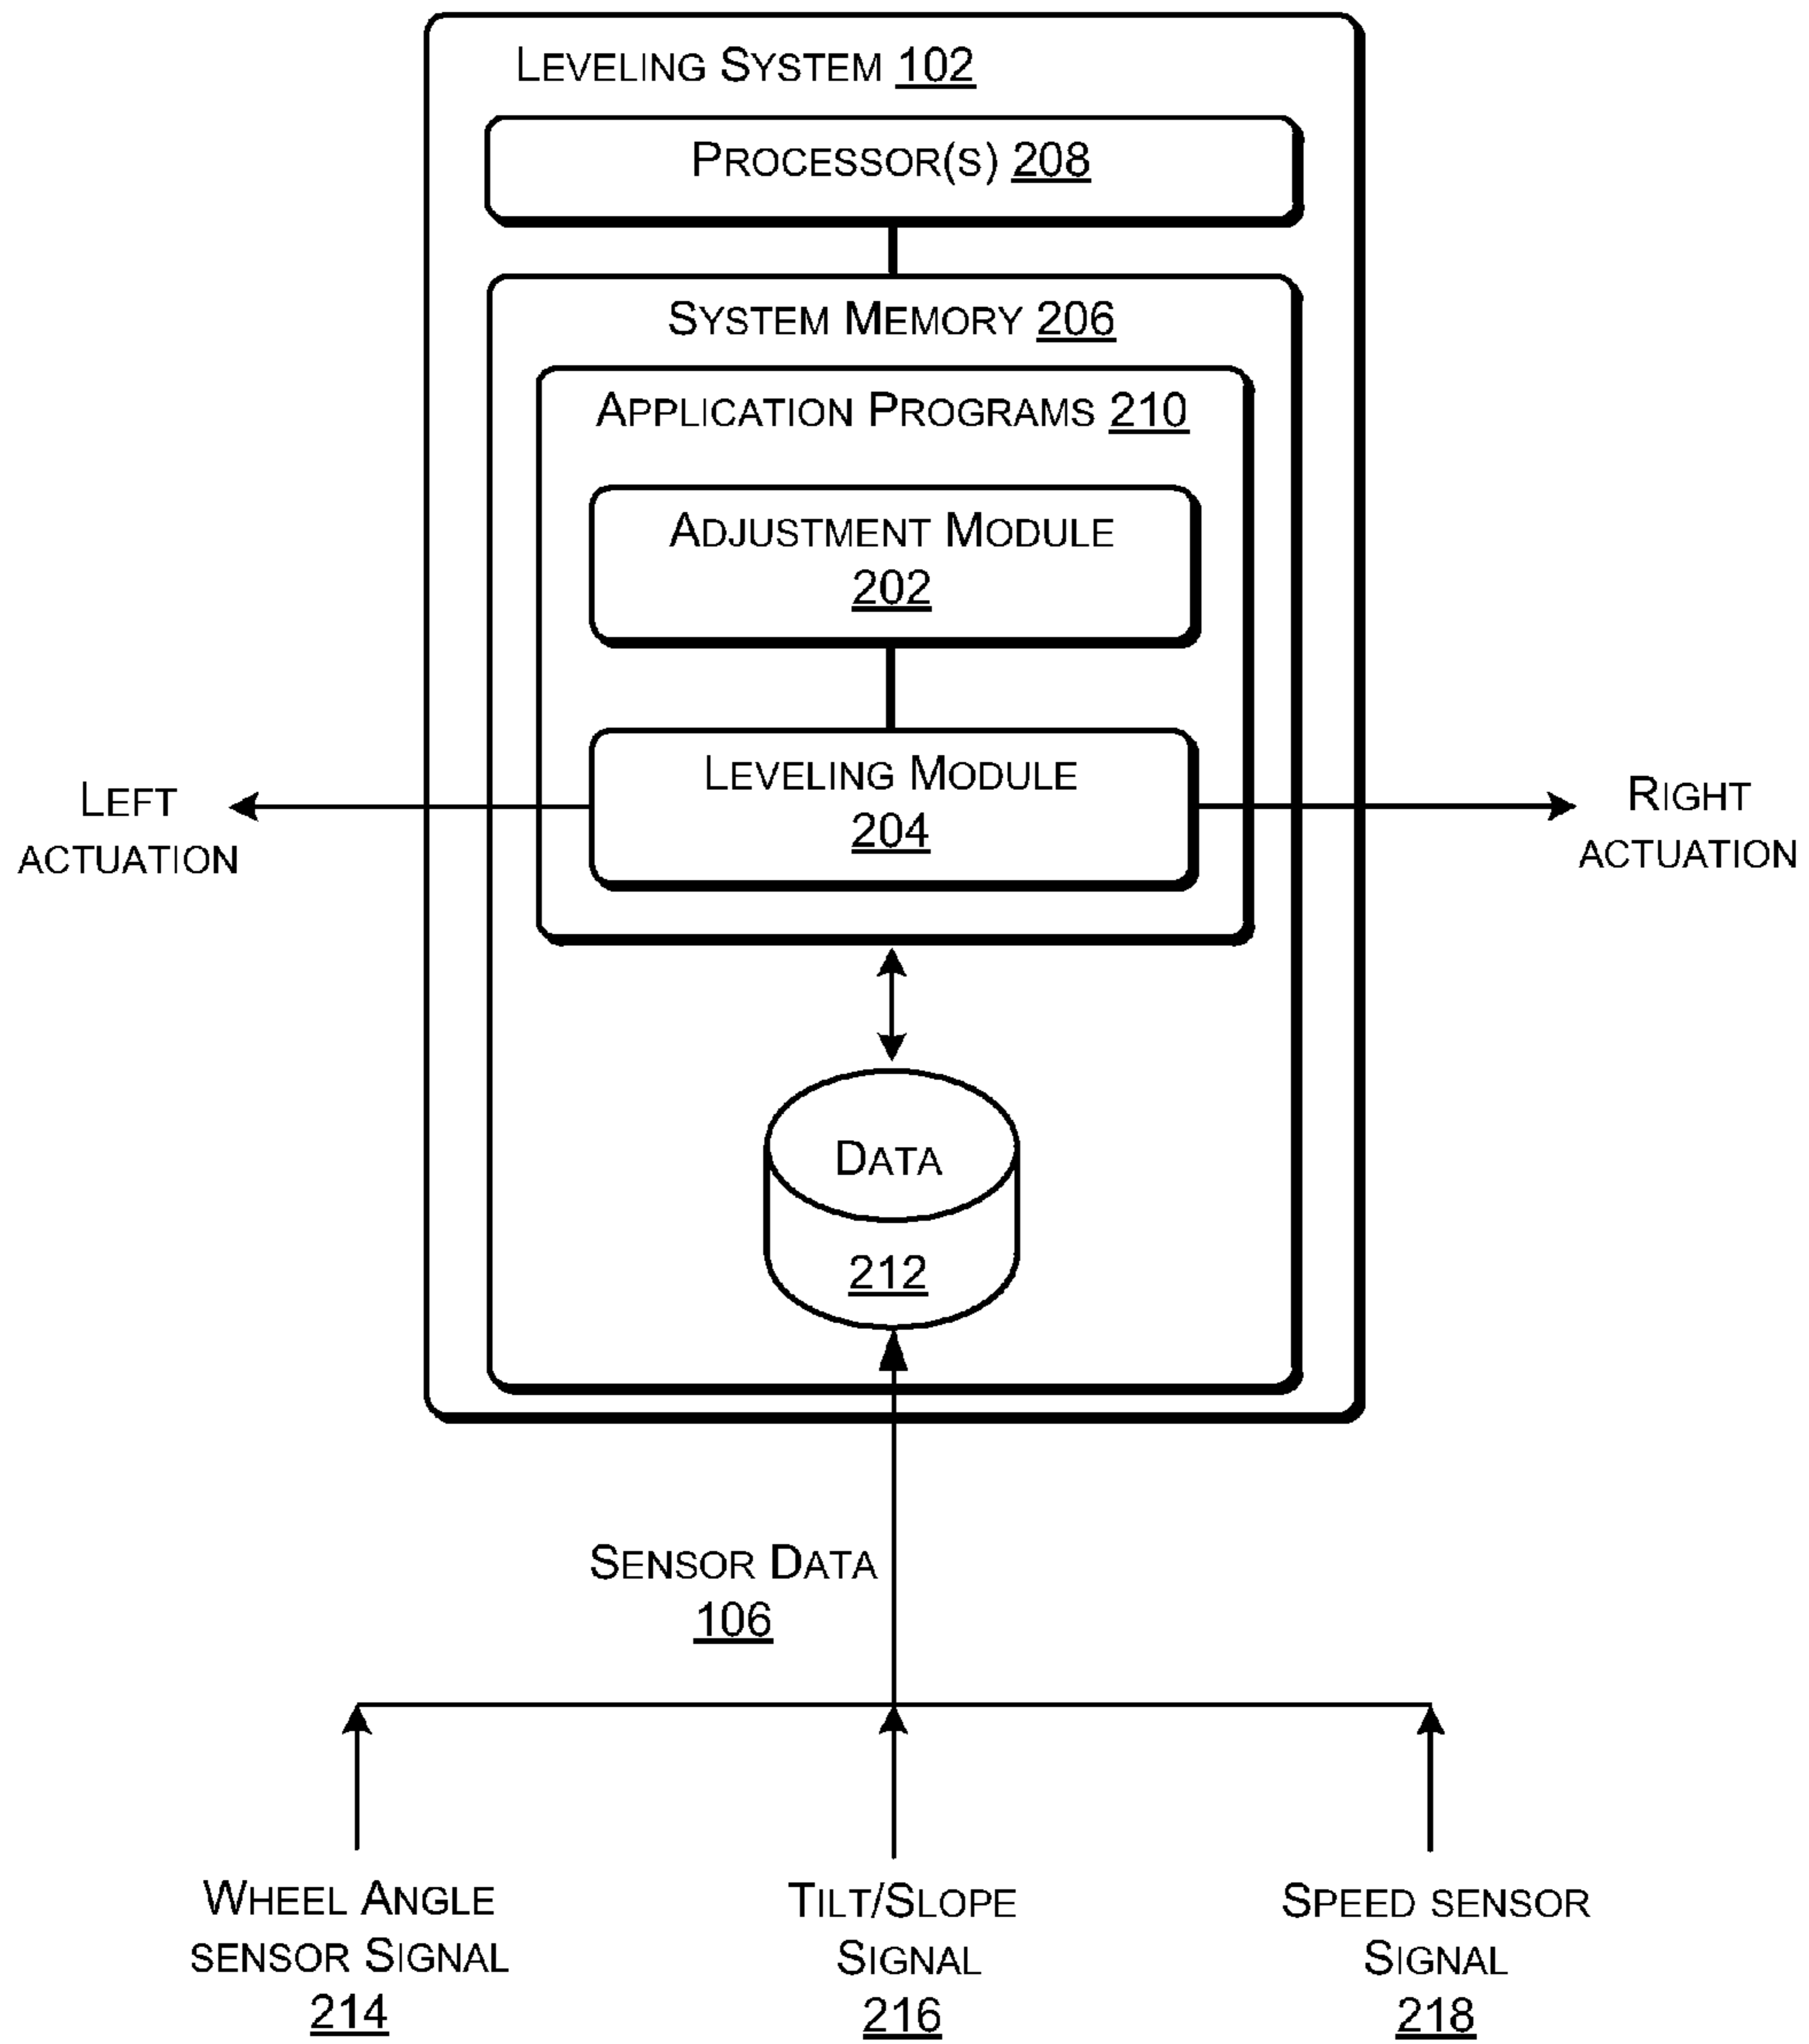 LEVELING SYSTEM 102
PROCESSOR(S) 208
SYSTEM MEMORY 206
APPLICATION PROGRAMS 210
ADJUSTMENT MODULE
202
LEVELING MODULE
204
LEFT
ACTUATION
RIGHT
ACTUATION
DATA
212
SENSOR DATA
106
WHEEL ANGLE
SENSOR SIGNAL
214
TILT/SLOPE
SIGNAL
216
SPEED SENSOR
SIGNAL
218